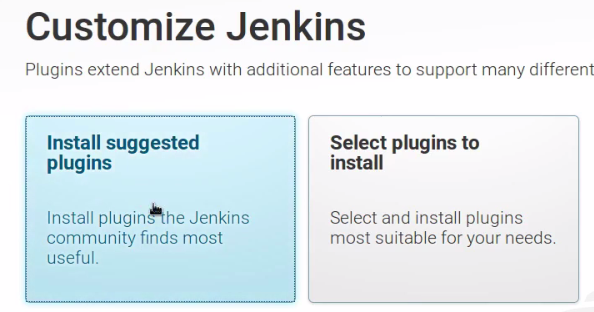 Customize Jenkins
Plugins extend Jenkins with additional features to support many different
Install suggested
plugins
Install plugins the Jenkins
community finds most
useful.
Select plugins to
install
Select and install plugins
most suitable for your needs.